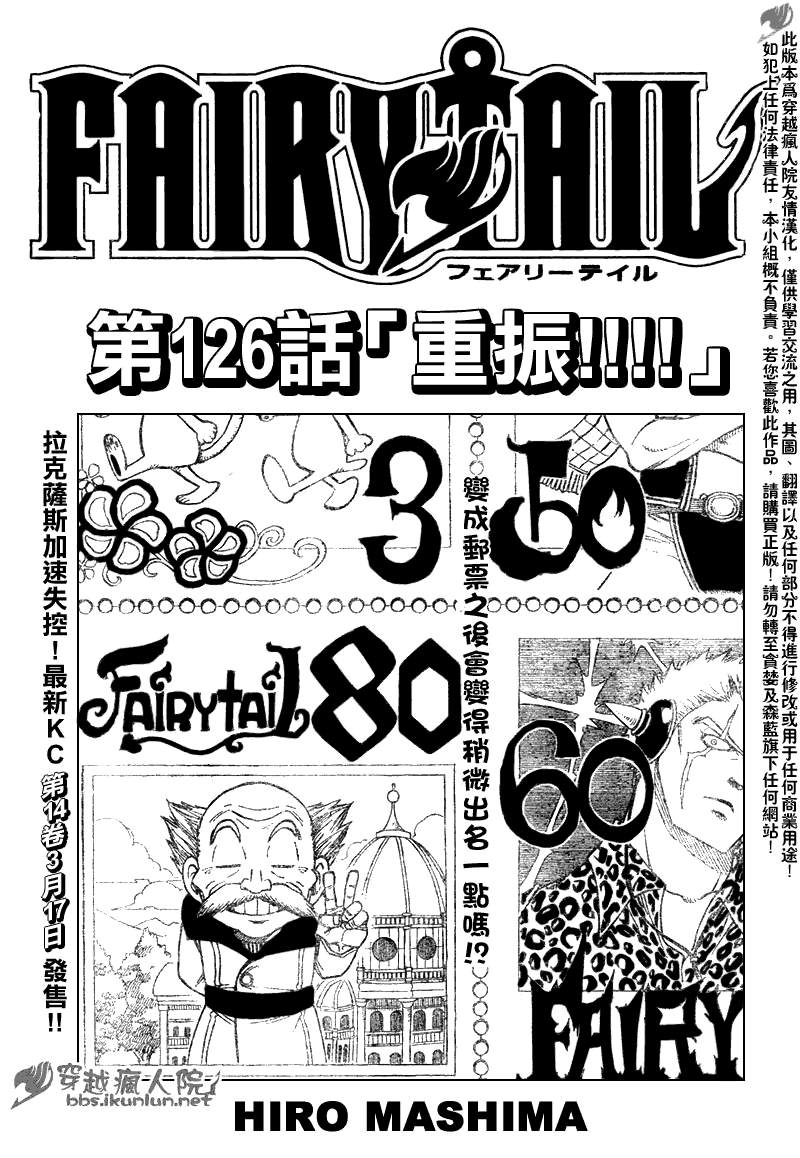 FAIRY TAIL
フェアリーテイル
第126話「重振!!!!」
此版本爲穿越瘋人院友情漢化，僅供學習交流之用，其圖、翻譯以及任何部分不得進行修改或用于任何商業用途！
如犯上任何法律責任，本小組概不負責。若您喜歡此作品，請購買正版！請勿轉至貪婪及森藍旗下任何網站！
3
50
變成郵票之後會變得稍微出名一點嗎!?
拉克薩斯加速失控！最新KC第14卷3月17日發售!!
FAiRytaiL
80
60
FAIRY
穿越瘋人院
bbs.ikunlun.net
HIRO MASHIMA